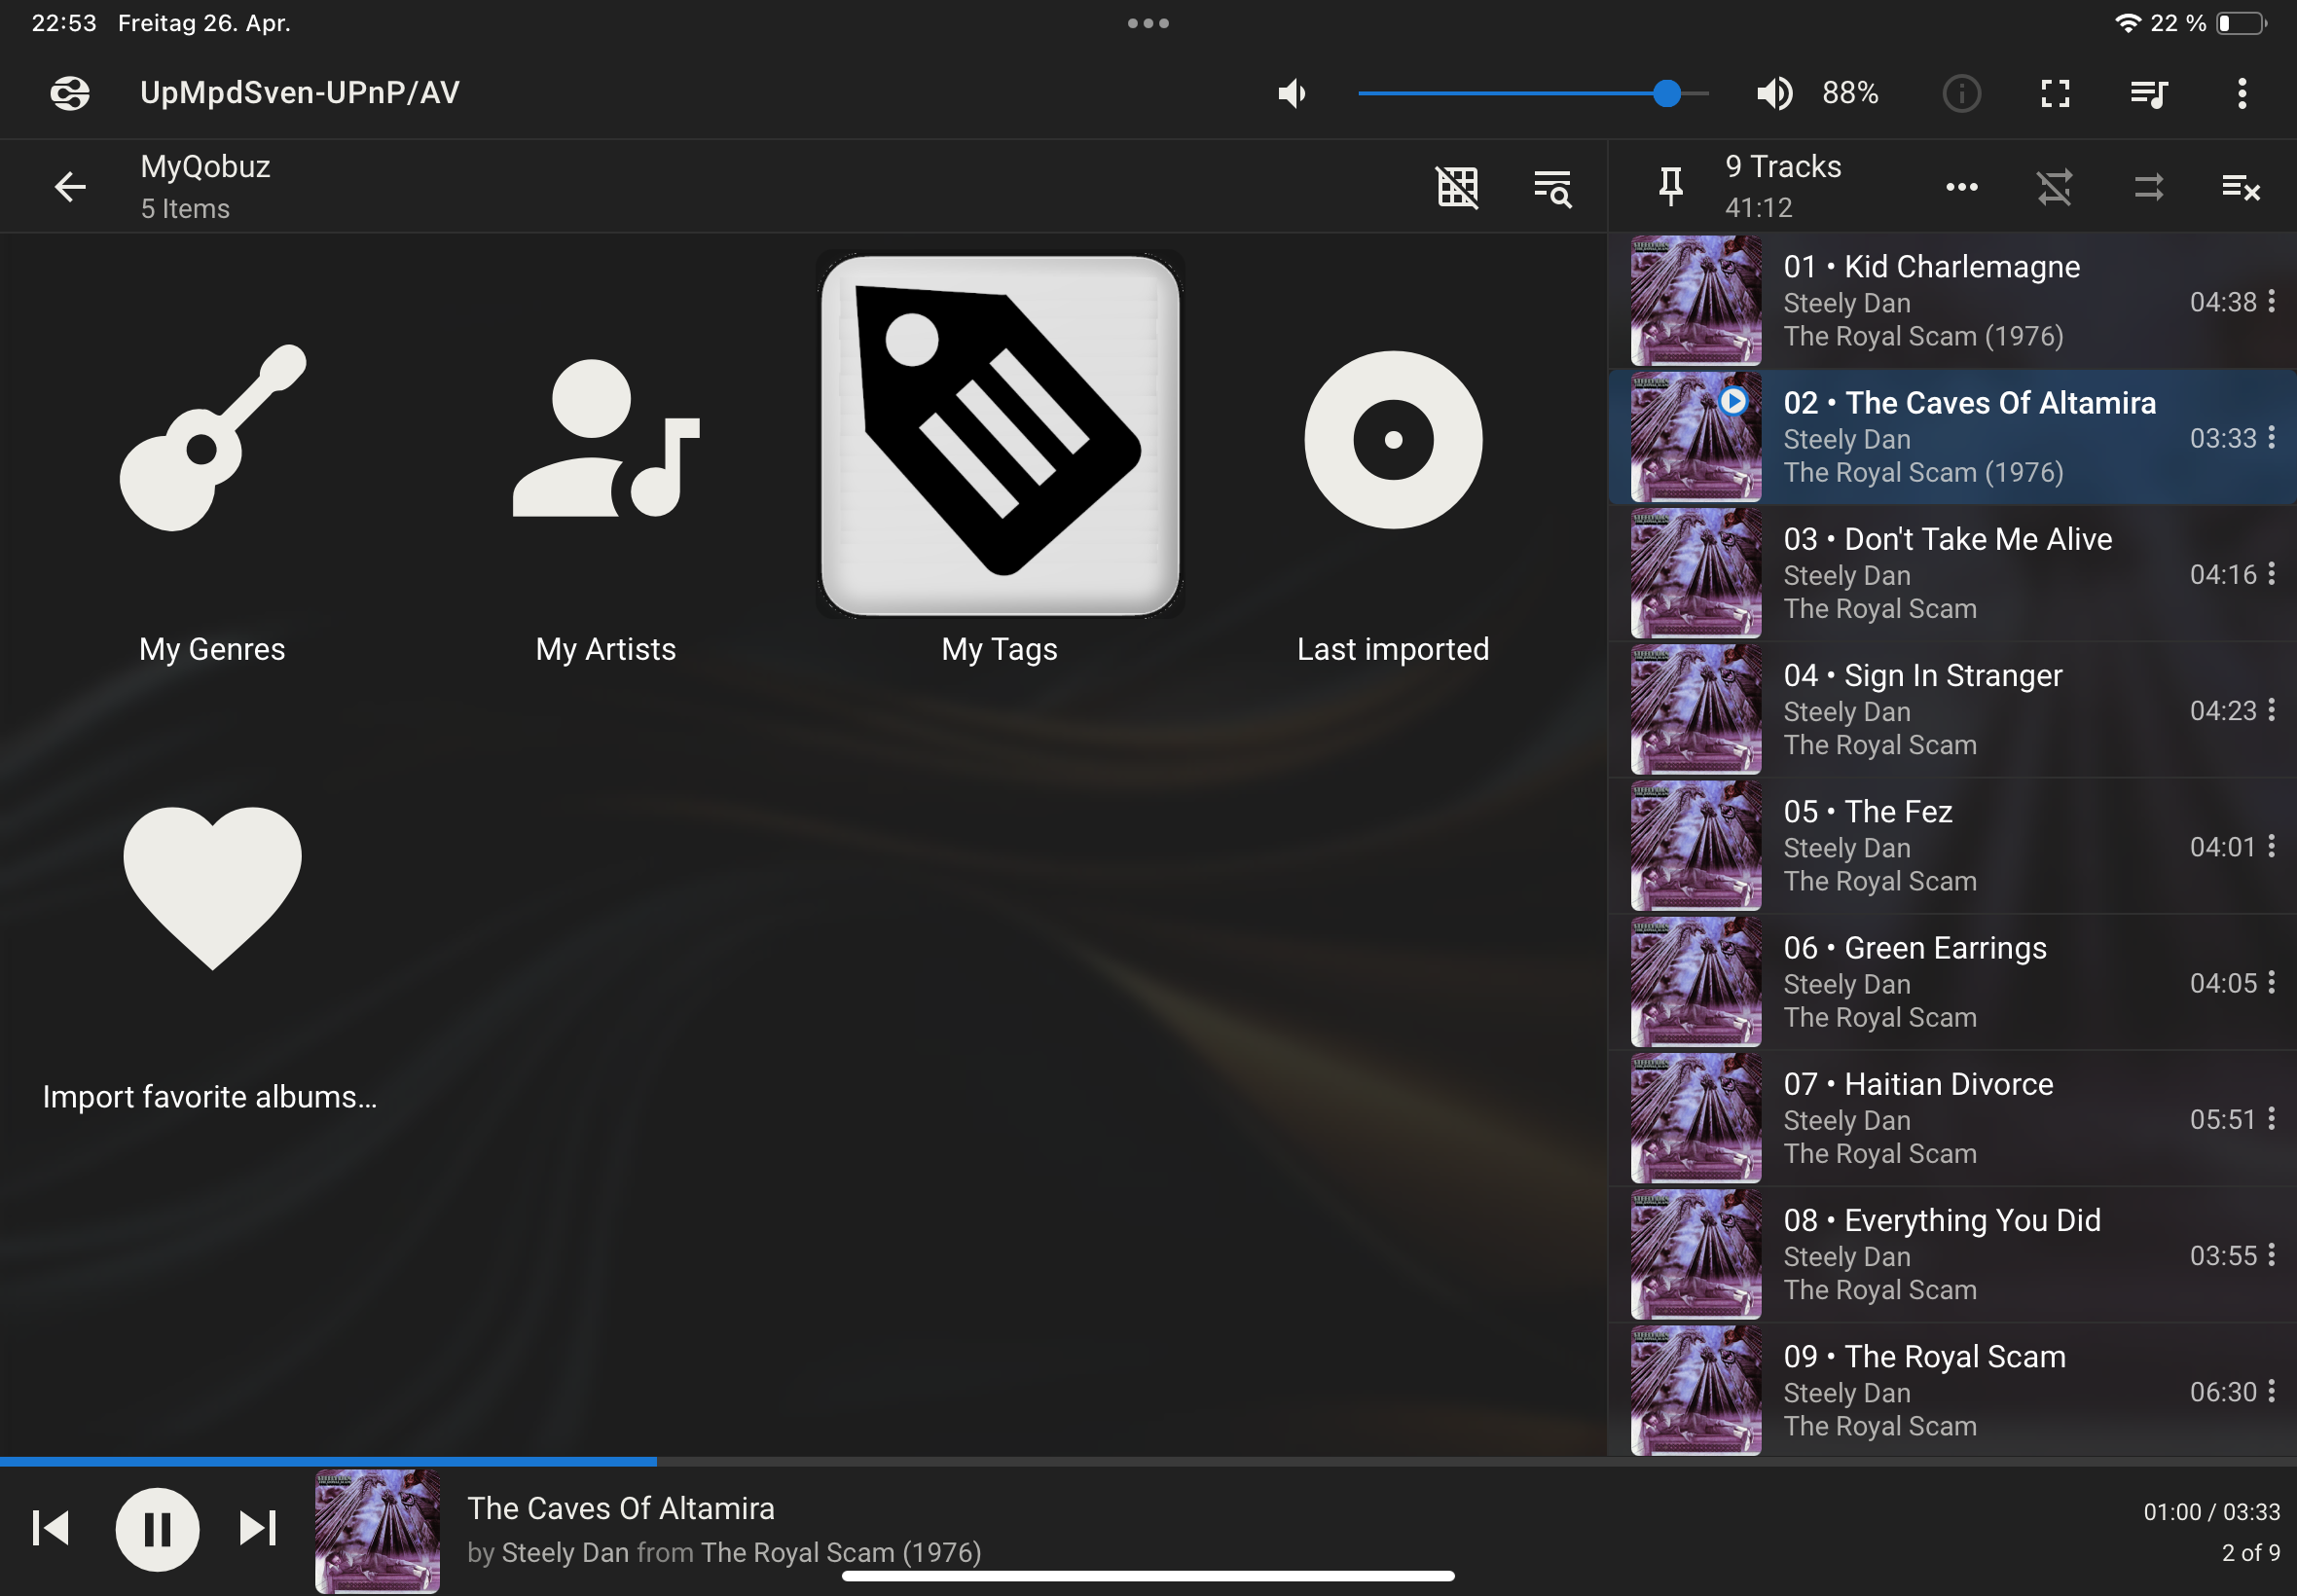 22:53 Freitag 26. Apr.
22 %
UpMpdSven-UPnP/AV
88%
MyQobuz
5 Items
9 Tracks
41:12
My Genres
My Artists
My Tags
Last imported
Import favorite albums...
01 • Kid Charlemagne
Steely Dan
04:38
The Royal Scam (1976)
02 • The Caves Of Altamira
Steely Dan
03:33
The Royal Scam (1976)
03 • Don't Take Me Alive
Steely Dan
04:16
The Royal Scam
04 • Sign In Stranger
Steely Dan
04:23
The Royal Scam
05 • The Fez
Steely Dan
04:01
The Royal Scam
06 • Green Earrings
Steely Dan
04:05
The Royal Scam
07 • Haitian Divorce
Steely Dan
05:51
The Royal Scam
08 • Everything You Did
Steely Dan
03:55
The Royal Scam
09 • The Royal Scam
Steely Dan
06:30
The Royal Scam
The Caves Of Altamira
by Steely Dan from The Royal Scam (1976)
01:00 / 03:33
2 of 9